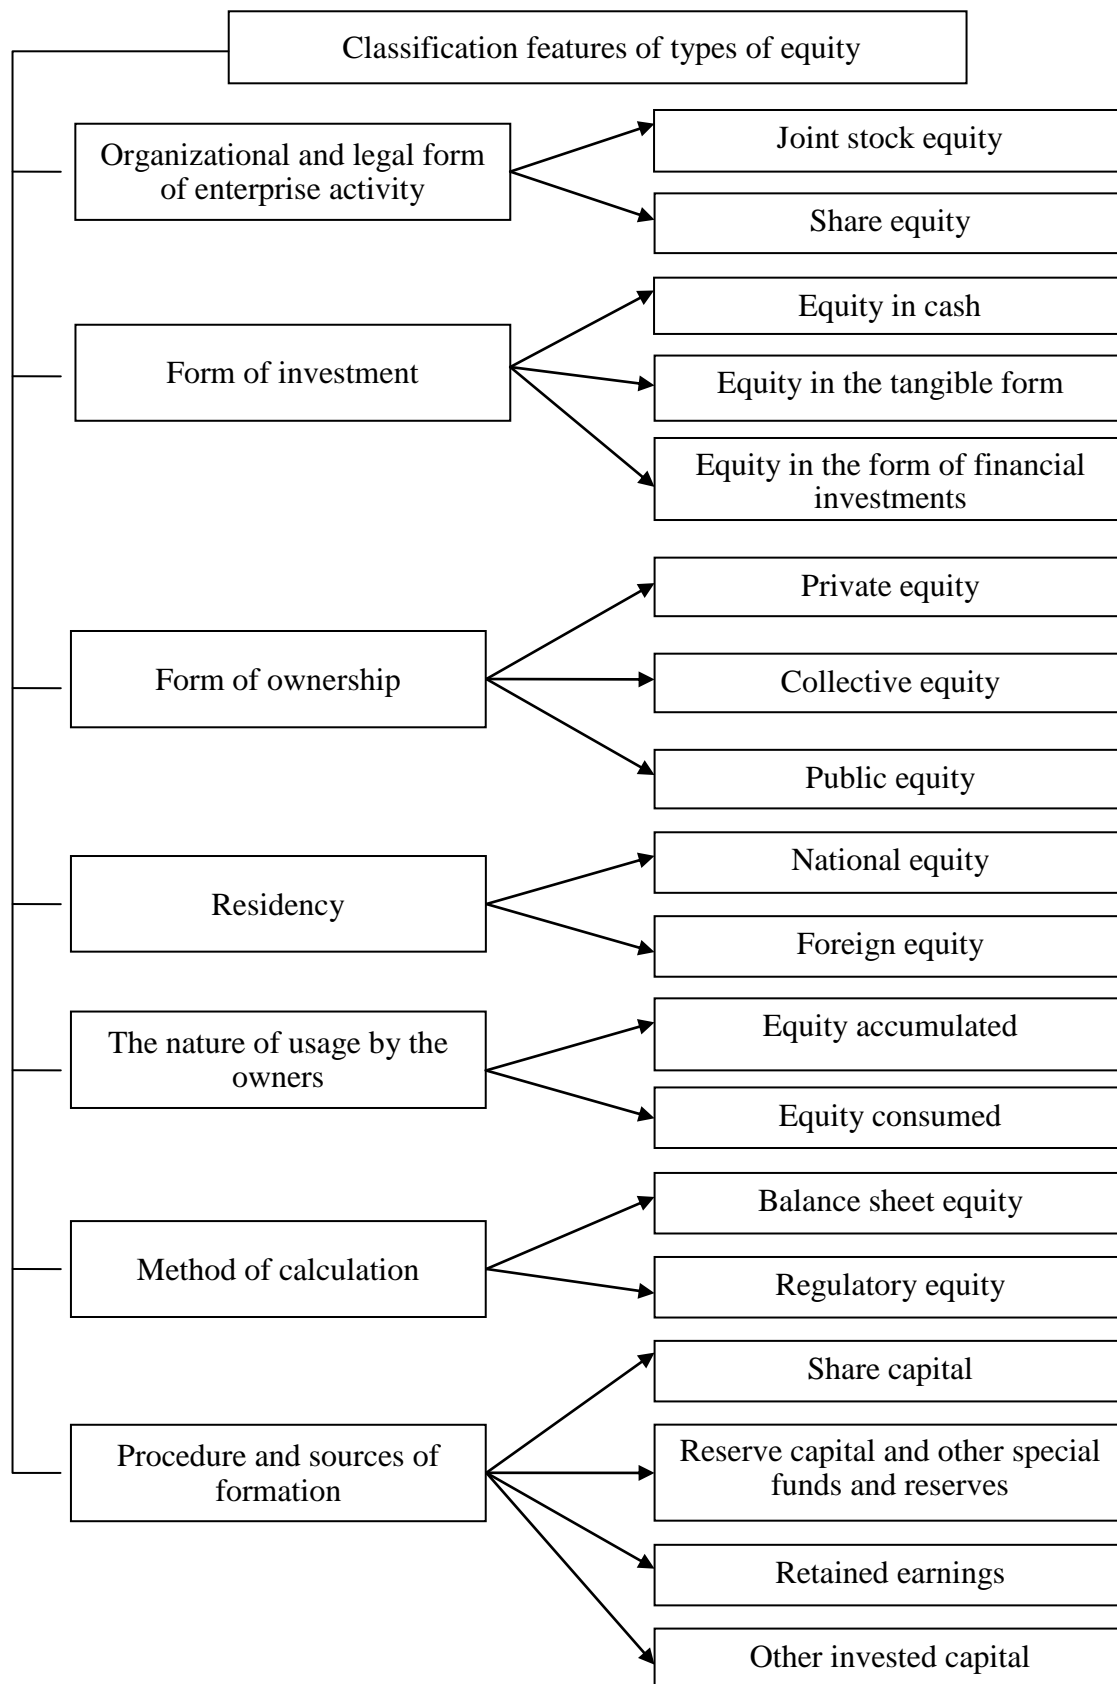 Classification features of types of equity
Organizational and legal form
of enterprise activity
Joint stock equity
Share equity
Form of investment
Equity in cash
Equity in the tangible form
Equity in the form of financial
investments
Form of ownership
Private equity
Collective equity
Public equity
Residency
National equity
Foreign equity
The nature of usage by the
owners
Equity accumulated
Equity consumed
Method of calculation
Balance sheet equity
Regulatory equity
Procedure and sources of
formation
Share capital
Reserve capital and other special
funds and reserves
Retained earnings
Other invested capital